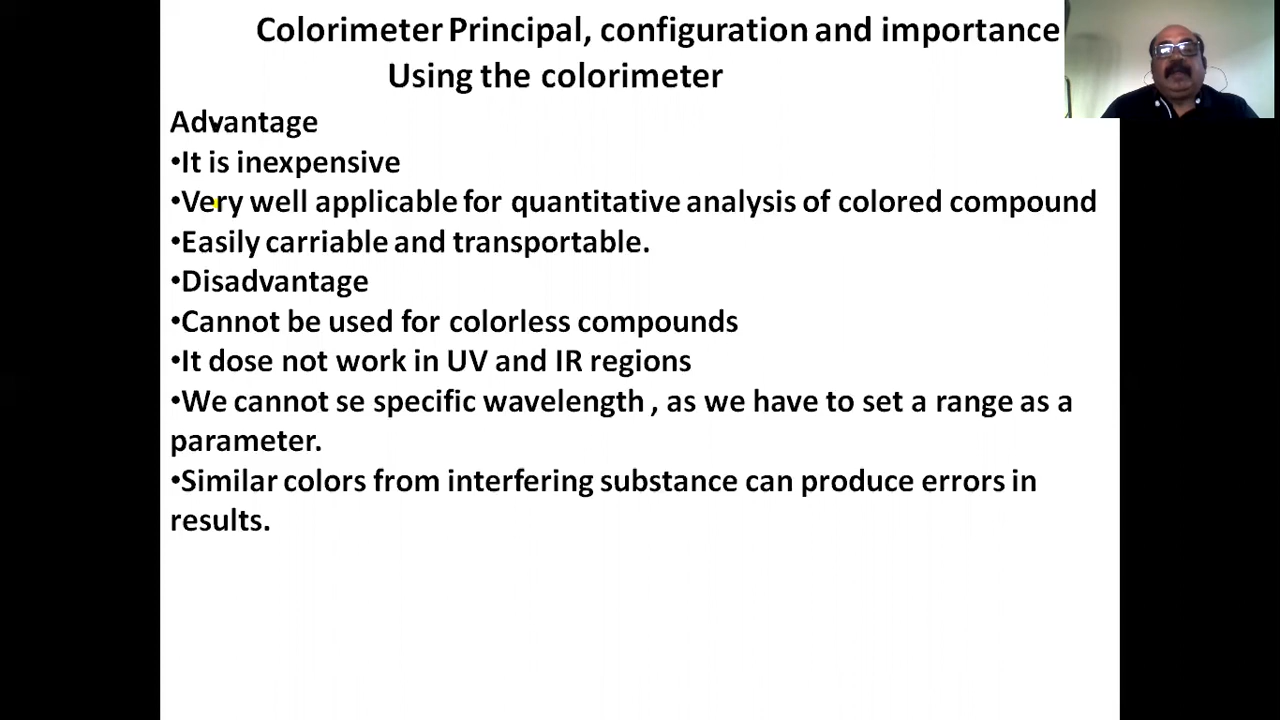 Colorimeter Principal, configuration and importance
Using the colorimeter
Advantage
•It is inexpensive
•Very well applicable for quantitative analysis of colored compound
•Easily carriable and transportable.
•Disadvantage
•Cannot be used for colorless compounds
•It dose not work in UV and IR regions
•We cannot se specific wavelength , as we have to set a range as a
parameter.
•Similar colors from interfering substance can produce errors in
results.